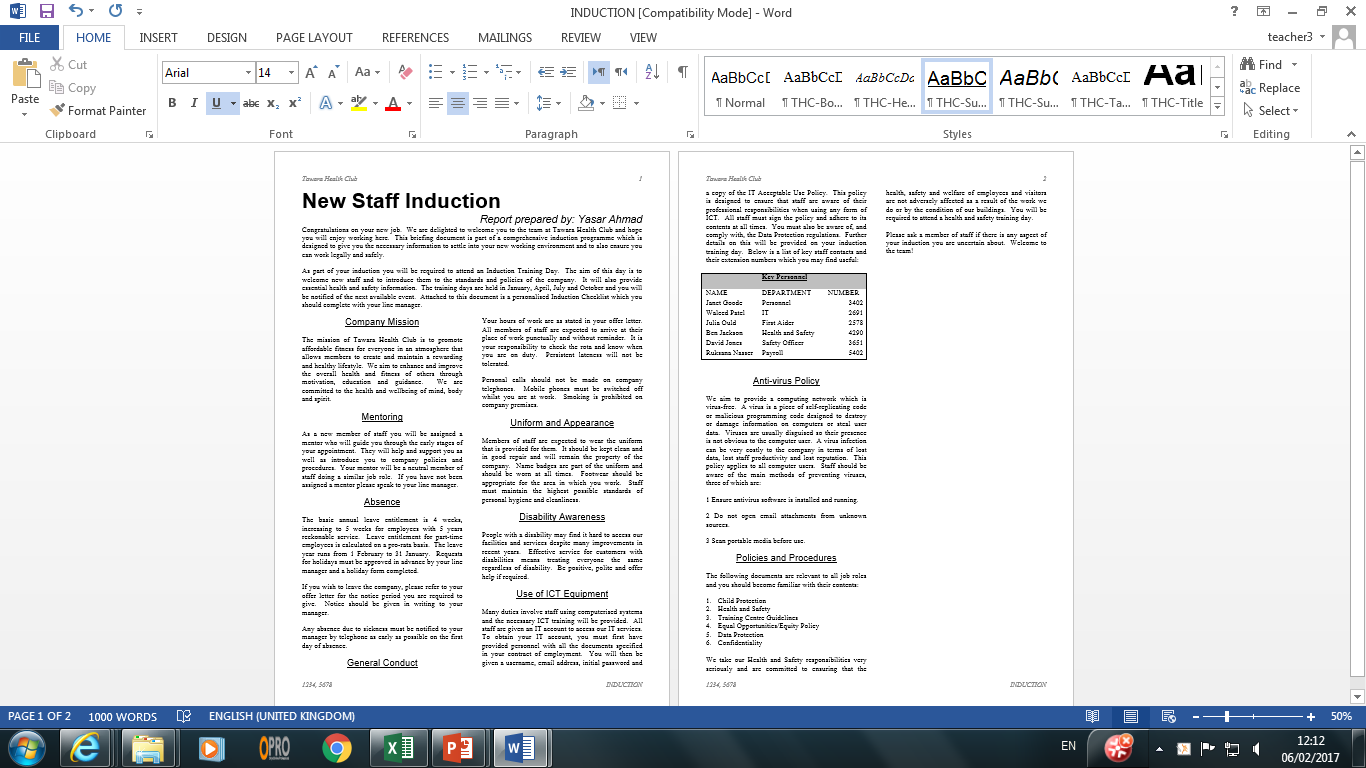 INDUCTION [Compatibility Mode] - Word
FILE HOME INSERT DESIGN PAGE LAYOUT REFERENCES MAILINGS REVIEW VIEW teacher3
Paste
Cut
Copy
Format Painter
Clipboard
Arial 14
Font
Paragraph
AaBbCcI AaBbCcE AaBbCcDc AaBbC AaBbC AaBbCcE AaI
¶ Normal ¶ THC-Bo... ¶ THC-He... ¶ THC-Su... ¶ THC-Su... ¶ THC-Ta... ¶ THC-Title
Styles
Find
Replace
Select
Editing
Tawara Health Club 1
New Staff Induction
Report prepared by: Yasar Ahmad
Congratulations on your new job. We are delighted to welcome you to the team at Tawara Health Club and hope
you will enjoy working here. This briefing document is part of a comprehensive induction programme which is
designed to give you the necessary information to settle into your new working environment and to also ensure you
can work legally and safely.
As part of your induction you will be required to attend an Induction Training Day. The aim of this day is to
welcome new staff and to introduce them to the standards and policies of the company. It will also provide
essential health and safety information. The training days are held in January, April, July and October and you will
be notified of the next available event. Attached to this document is a personalised Induction Checklist which you
should complete with your line manager.
Company Mission
The mission of Tawara Health Club is to promote
affordable fitness for everyone in an atmosphere that
allows members to create and maintain a rewarding
and healthy lifestyle. We aim to enhance and improve
the overall health and fitness of others through
motivation, education and guidance. We are
committed to the health and wellbeing of mind, body
and spirit.
Mentoring
As a new member of staff you will be assigned a
mentor who will guide you through the early stages of
your appointment. They will help and support you as
well as introduce you to company policies and
procedures. Your mentor will be a neutral member of
staff doing a similar job role. If you have not been
assigned a mentor please speak to your line manager.
Absence
The basic annual leave entitlement is 4 weeks,
increasing to 5 weeks for employees with 5 years
reckonable service. Leave entitlement for part-time
employees is calculated on a pro-rata basis. The leave
year runs from 1 February to 31 January. Requests
for holidays must be approved in advance by your line
manager and a holiday form completed.
If you wish to leave the company, please refer to your
offer letter for the notice period you are required to
give. Notice should be given in writing to your
manager.
Any absence due to sickness must be notified to your
manager by telephone as early as possible on the first
day of absence.
General Conduct
Your hours of work are as stated in your offer letter.
All members of staff are expected to arrive at their
place of work punctually and without reminder. It is
your responsibility to check the rota and know when
you are on duty. Persistent lateness will not be
tolerated.
Personal calls should not be made on company
telephones. Mobile phones must be switched off
whilst you are at work. Smoking is prohibited on
company premises.
Uniform and Appearance
Members of staff are expected to wear the uniform
that is provided for them. It should be kept clean and
in good repair and will remain the property of the
company. Name badges are part of the uniform and
should be worn at all times. Footwear should be
appropriate for the area in which you work. Staff
must maintain the highest possible standards of
personal hygiene and cleanliness.
Disability Awareness
People with a disability may find it hard to access our
facilities and services despite many improvements in
recent years. Effective service for customers with
disabilities means treating everyone the same
regardless of disability. Be positive, polite and offer
help if required.
Use of ICT Equipment
Many duties involve staff using computerised systems
and the necessary ICT training will be provided. All
staff are given an IT account to access our IT services.
To obtain your IT account, you must first have
provided personnel with all the documents specified
in your contract of employment. You will then be
given a username, email address, initial password and
1234, 5678 INDUCTION
Tawara Health Club 2
a copy of the IT Acceptable Use Policy. This policy
is designed to ensure that staff are aware of their
professional responsibilities when using any form of
ICT. All staff must sign the policy and adhere to its
contents at all times. You must also be aware of, and
comply with, the Data Protection regulations. Further
details on this will be provided on your induction
training day. Below is a list of key staff contacts and
their extension numbers which you may find useful:
Key Personnel
NAME DEPARTMENT NUMBER
Janet Goode Personnel 3402
Waleed Patel IT 2691
Julia Ould First Aider 2578
Ben Jackson Health and Safety 4290
David Jones Safety Officer 3651
Ruksana Nasser Payroll 5402
Anti-virus Policy
We aim to provide a computing network which is
virus-free. A virus is a piece of self-replicating code
or malicious programming code designed to destroy
or damage information on computers or steal user
data. Viruses are usually disguised so their presence
is not obvious to the computer user. A virus infection
can be very costly to the company in terms of lost
data, lost staff productivity and lost reputation. This
policy applies to all computer users. Staff should be
aware of the main methods of preventing viruses,
three of which are:
1 Ensure antivirus software is installed and running.
2 Do not open email attachments from unknown
sources.
3 Scan portable media before use.
Policies and Procedures
The following documents are relevant to all job roles
and you should become familiar with their contents:
1. Child Protection
2. Health and Safety
3. Training Centre Guidelines
4. Equal Opportunities/Equity Policy
5. Data Protection
6. Confidentiality
We take our Health and Safety responsibilities very
seriously and are committed to ensuring that the
health, safety and welfare of employees and visitors
are not adversely affected as a result of the work we
do or by the condition of our buildings. You will be
required to attend a health and safety training day.
Please ask a member of staff if there is any aspect of
your induction you are uncertain about. Welcome to
the team!
1234, 5678 INDUCTION
PAGE 1 OF 2 1000 WORDS ENGLISH (UNITED KINGDOM) 50%
OPRO
EN
12:12
06/02/2017